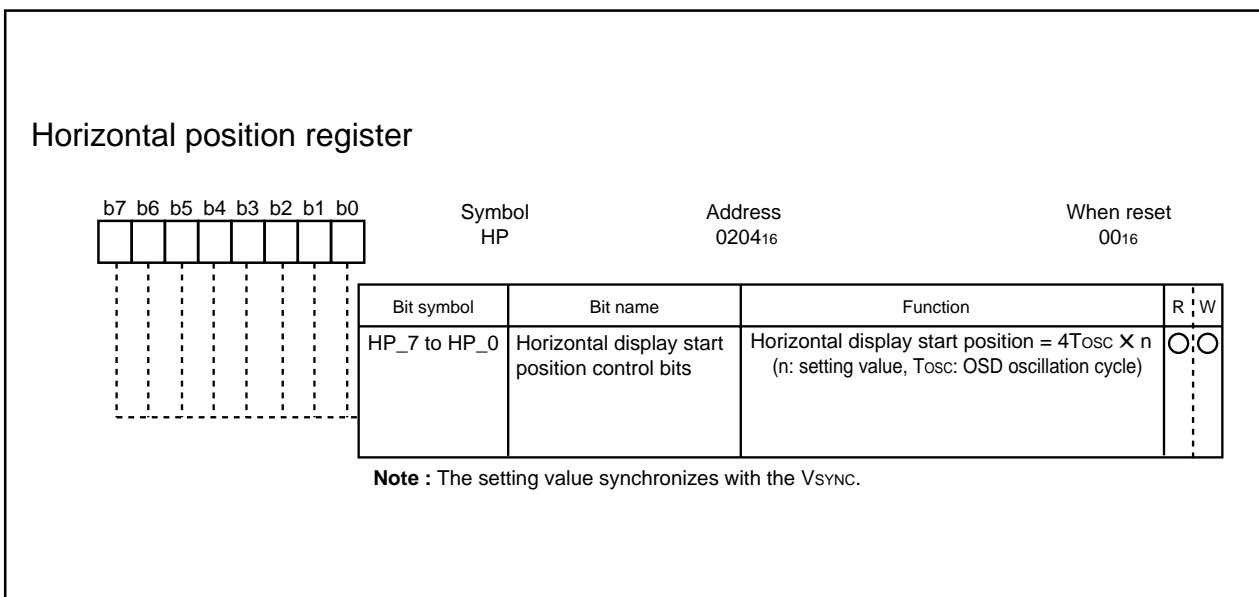 Horizontal position register
b7 b6 b5 b4 b3 b2 b1 b0
Symbol Address When reset
HP 020416 0016
Bit symbol Bit name Function R W
HP_7 to HP_0 Horizontal display start position control bits Horizontal display start position = 4Tosc X n
(n: setting value, Tosc: OSD oscillation cycle)
Note : The setting value synchronizes with the VSYNC.